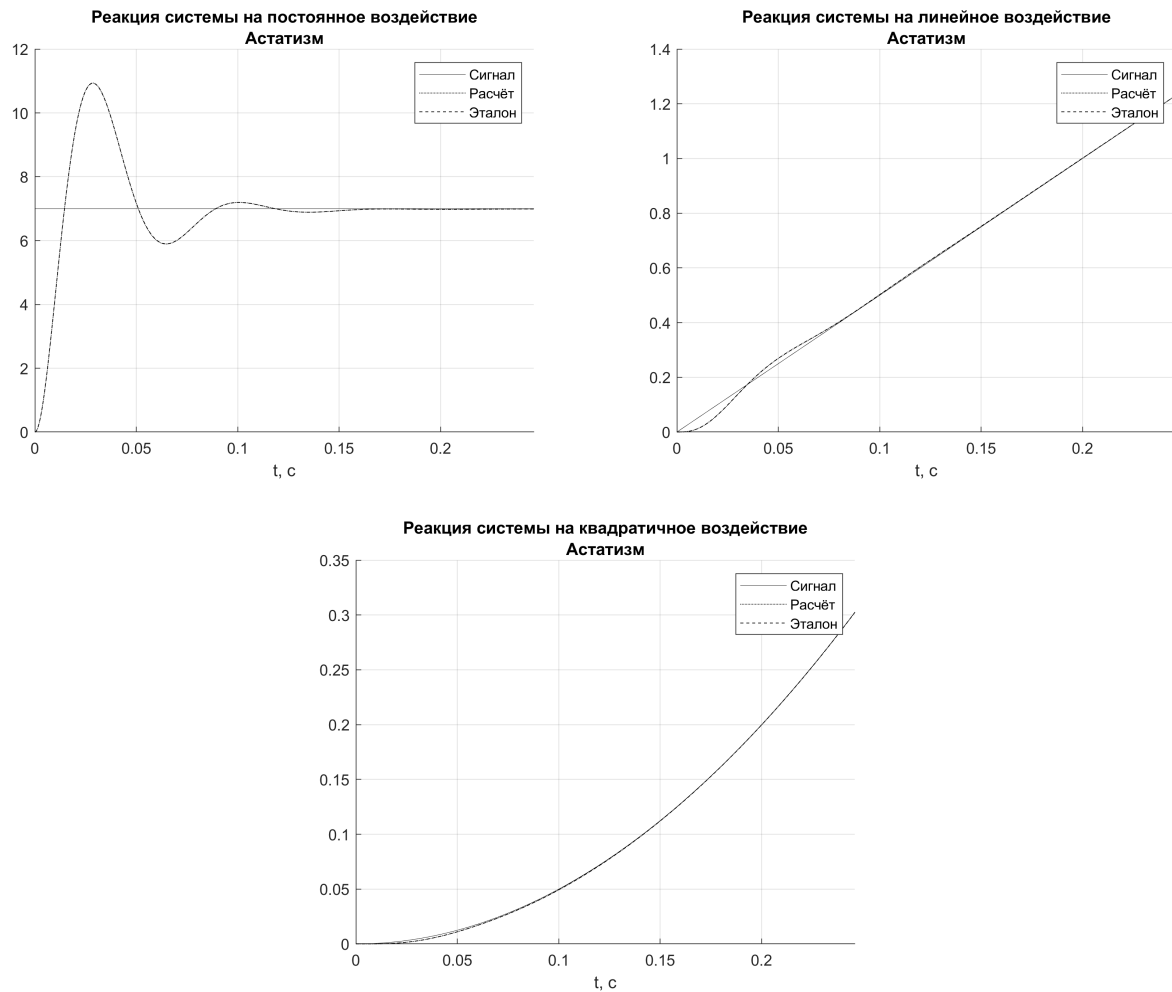 Реакция системы на постоянное воздействие
Астатизм
12
10
8
6
4
2
0
0
0.05
0.1
0.15
0.2
t, с
Сигнал
Расчёт
Эталон
Реакция системы на линейное воздействие
Астатизм
1.4
1.2
1
0.8
0.6
0.4
0.2
0
0
0.05
0.1
0.15
0.2
t, с
Сигнал
Расчёт
Эталон
Реакция системы на квадратичное воздействие
Астатизм
0.35
0.3
0.25
0.2
0.15
0.1
0.05
0
0
0.05
0.1
0.15
0.2
t, с
Сигнал
Расчёт
Эталон